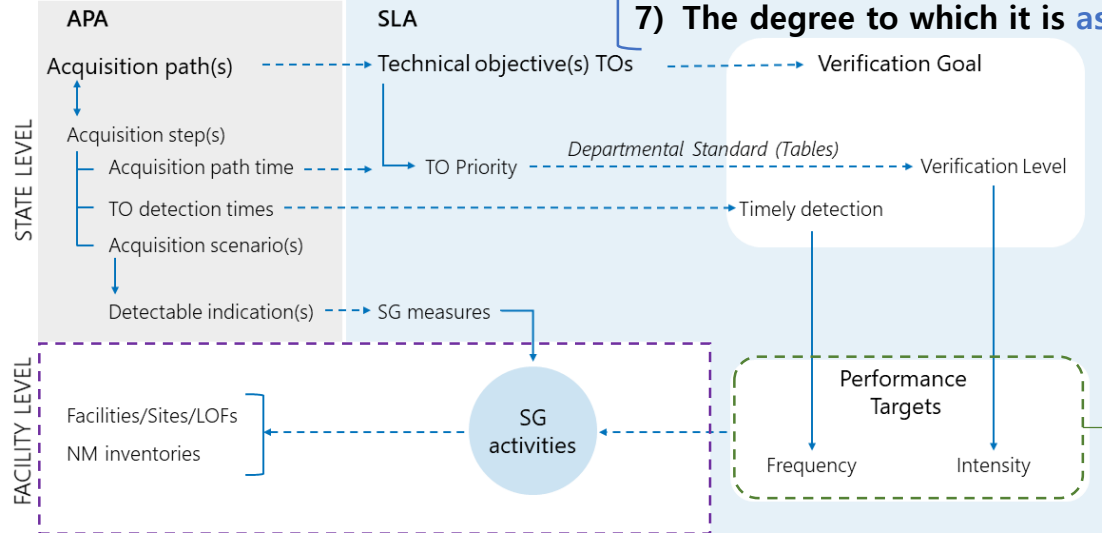 APA
SLA
7) The degree to which it is as
Acquisition path(s)
Technical objective(s) TOs
Verification Goal
STATE LEVEL
Acquisition step(s)
Departmental Standard (Tables)
Acquisition path time
TO Priority
Verification Level
TO detection times
Timely detection
Acquisition scenario(s)
Detectable indication(s)
SG measures
FACILITY LEVEL
Performance
Targets
Facilities/Sites/LOFs
NM inventories
SG
activities
Frequency
Intensity